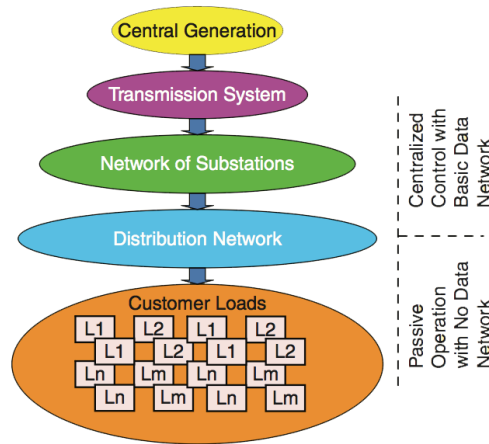 Central Generation
Transmission System
Network of Substations
Distribution Network
Customer Loads
L1 L2 L1 L2
L1 L2 L1 L2
Ln Lm Ln Lm
Ln Lm Ln Lm
Centralized
Control with
Basic Data
Network
Passive
Operation
with No Data
Network